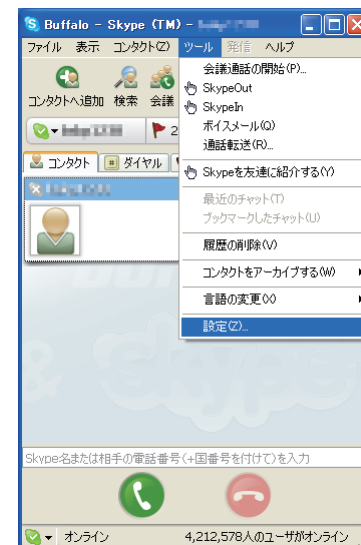 Buffalo - Skype (TM) -
ファイル 表示 コンタクト(Z) ツール 発信 ヘルプ
コンタクトへ追加 検索 会議
2
コンタクト ダイヤル
会議通話の開始(P)...
SkypeOut
SkypeIn
ボイスメール(Q)
通話転送(R)...
Skypeを友達に紹介する(Y)
最近のチャット(T)
ブックマークしたチャット(U)
履歴の削除(V)
コンタクトをアーカイブする(W)
言語の変更(X)
設定(Z)...
& skype
Skype名または相手の電話番号(+国番号を付けて)を入力
オンライン 4,212,578人のユーザがオンライン